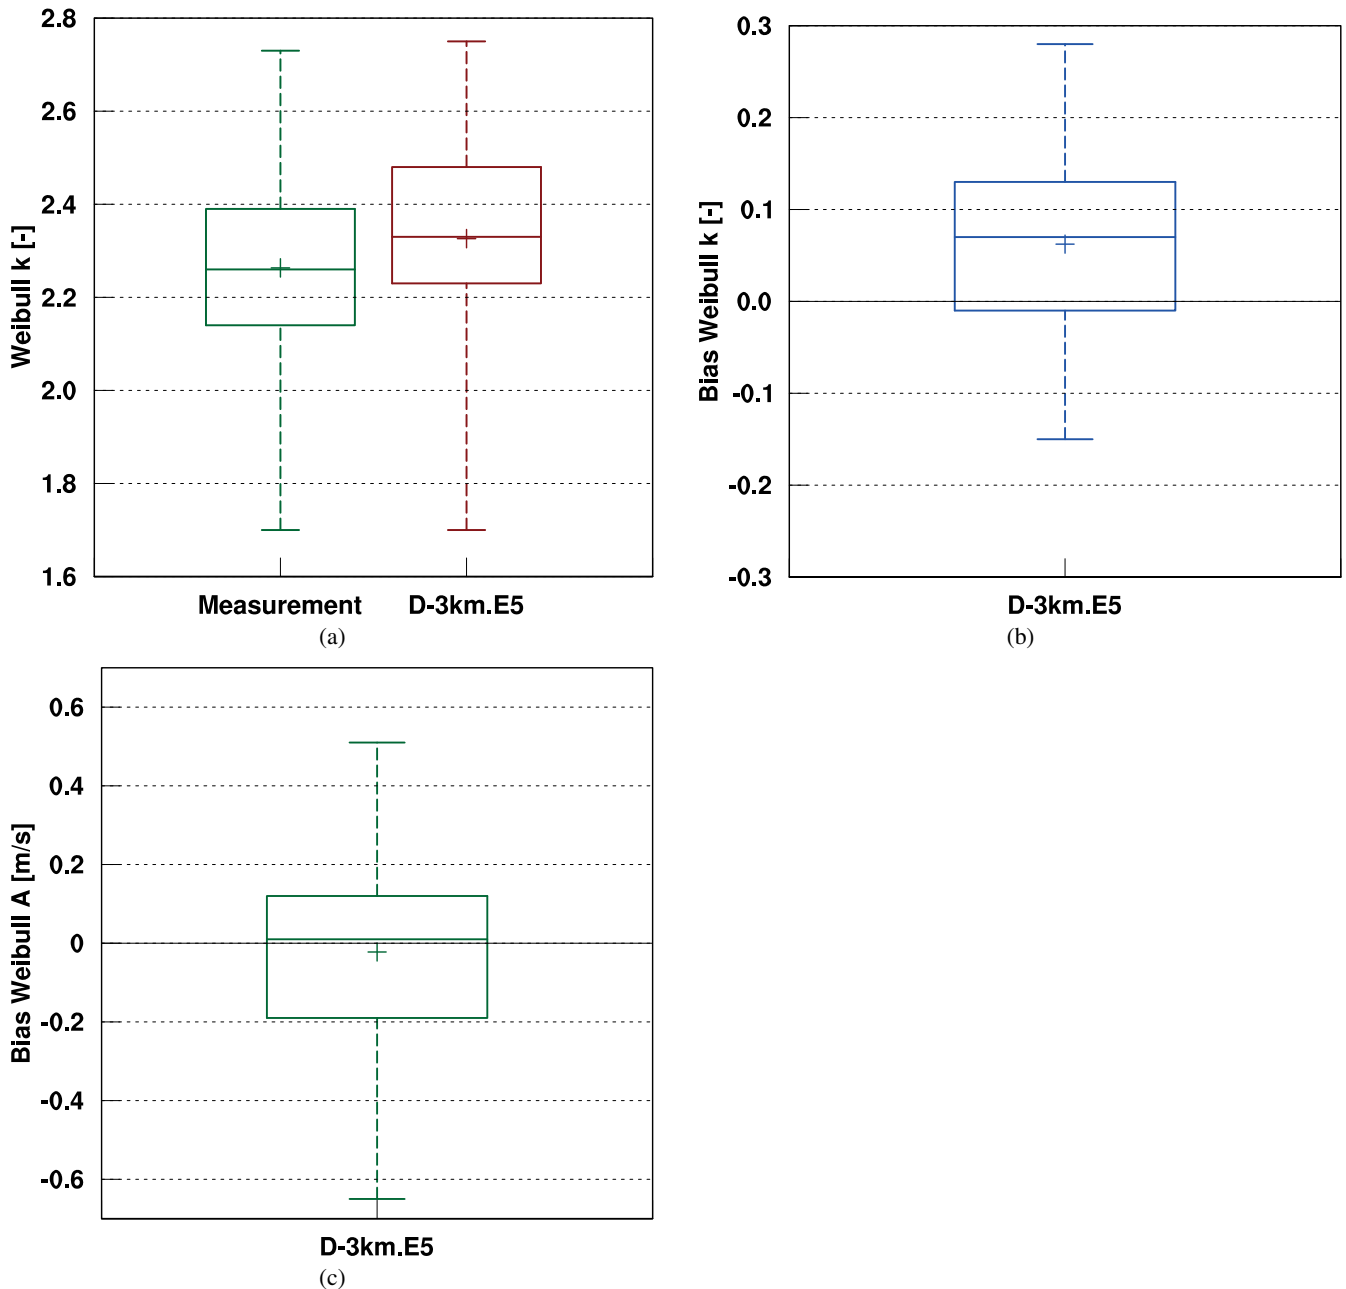 Weibull k [-]
2.8
2.6
2.4
2.2
2.0
1.8
1.6
Measurement D-3km.E5
(a)
Bias Weibull k [-]
0.3
0.2
0.1
0.0
-0.1
-0.2
-0.3
D-3km.E5
(b)
Bias Weibull A [m/s]
0.6
0.4
0.2
0
-0.2
-0.4
-0.6
D-3km.E5
(c)